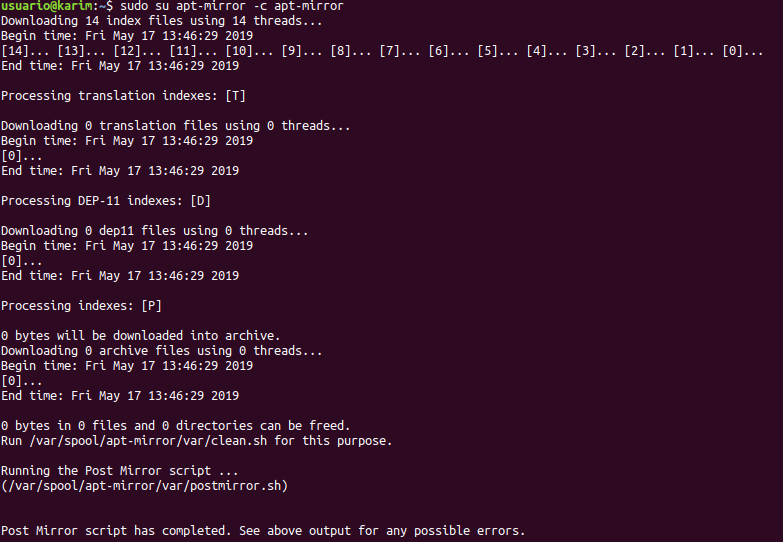 usuario@karim:~$ sudo su apt-mirror -c apt-mirror
Downloading 14 index files using 14 threads...
Begin time: Fri May 17 13:46:29 2019
[14]... [13]... [12]... [11]... [10]... [9]... [8]... [7]... [6]... [5]... [4]... [3]... [2]... [1]... [0]...
End time: Fri May 17 13:46:29 2019
Processing translation indexes: [T]
Downloading 0 translation files using 0 threads...
Begin time: Fri May 17 13:46:29 2019
[0]...
End time: Fri May 17 13:46:29 2019
Processing DEP-11 indexes: [D]
Downloading 0 dep11 files using 0 threads...
Begin time: Fri May 17 13:46:29 2019
[0]...
End time: Fri May 17 13:46:29 2019
Processing indexes: [P]
0 bytes will be downloaded into archive.
Downloading 0 archive files using 0 threads...
Begin time: Fri May 17 13:46:29 2019
[0]...
End time: Fri May 17 13:46:29 2019
0 bytes in 0 files and 0 directories can be freed.
Run /var/spool/apt-mirror/var/clean.sh for this purpose.
Running the Post Mirror script ...
(/var/spool/apt-mirror/var/postmirror.sh)
Post Mirror script has completed. See above output for any possible errors.